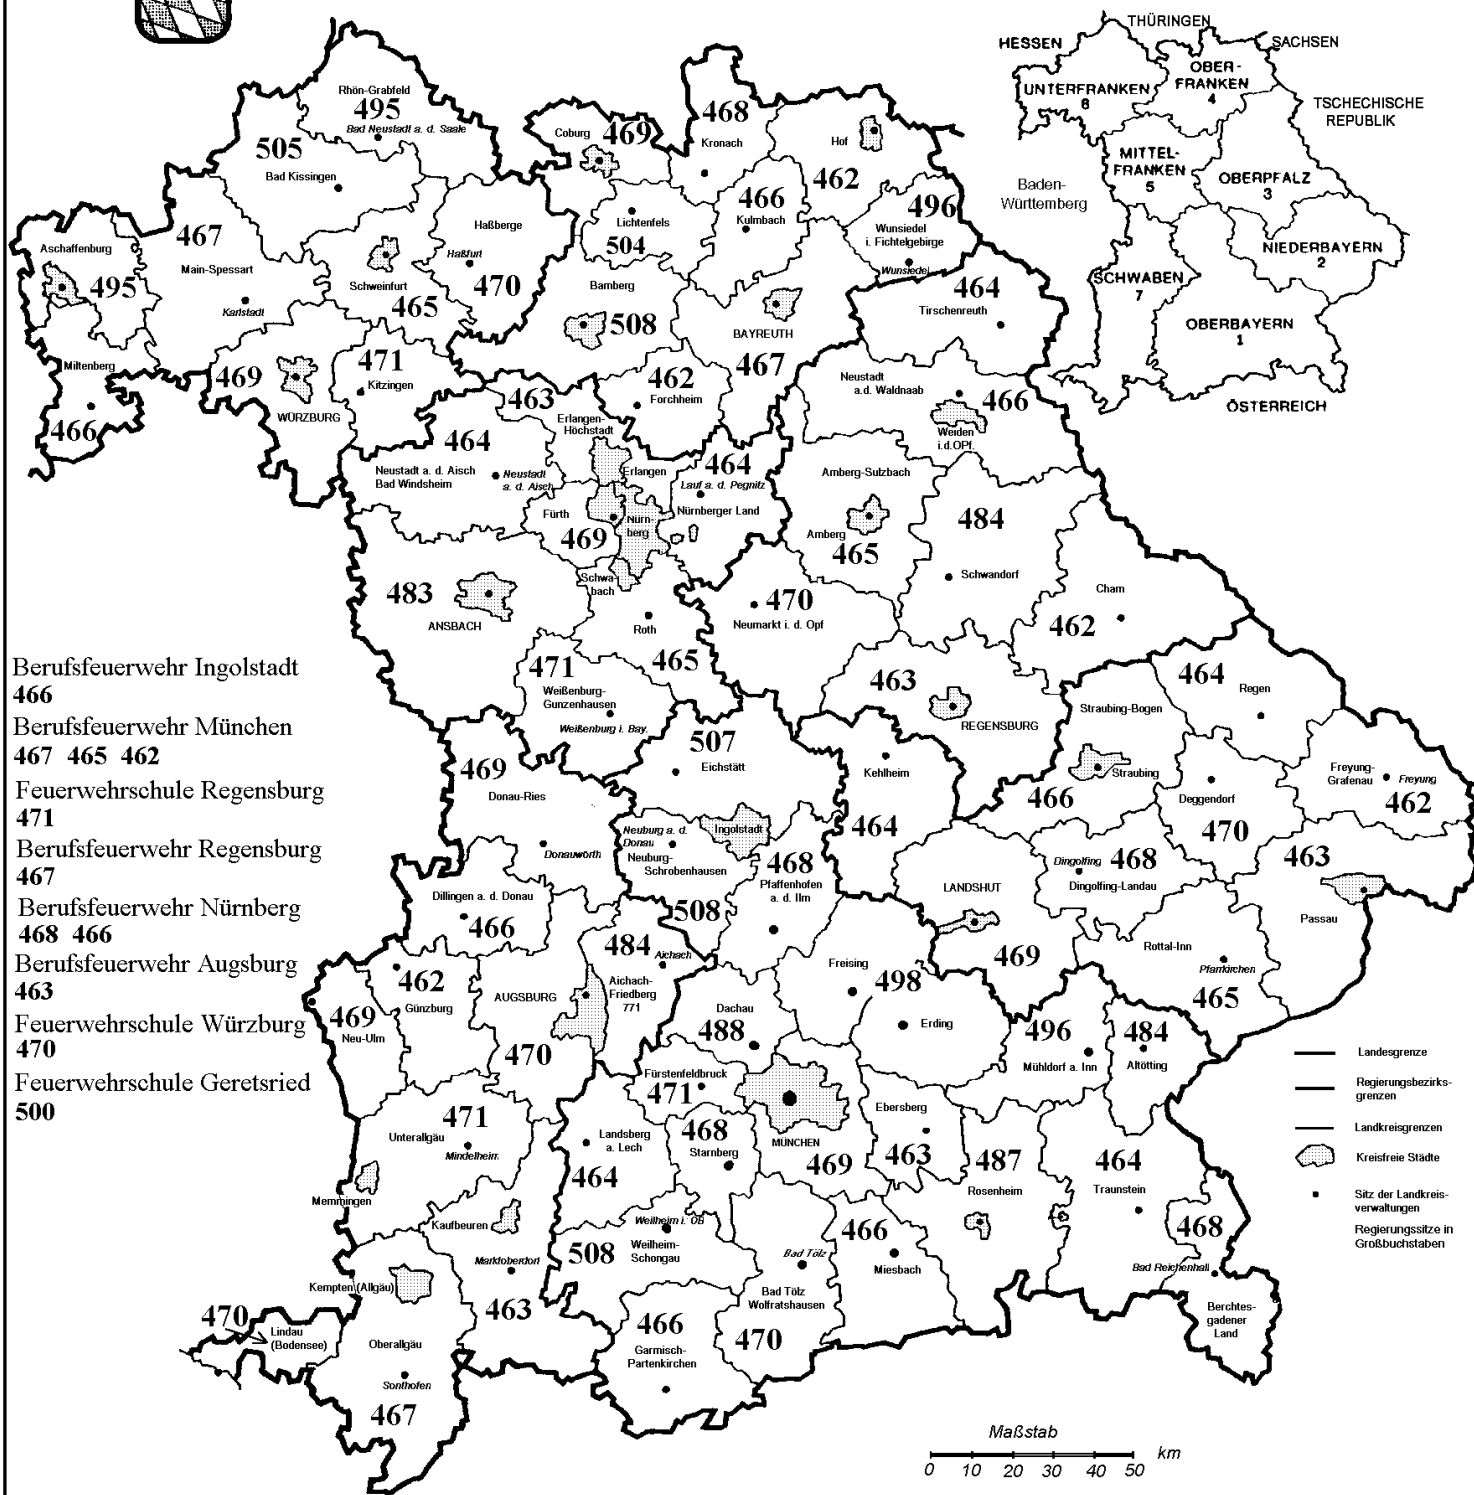 THÜRINGEN
HESSEN
SACHSEN
OBER-
FRANKEN
4
UNTERFRANKEN
6
TSCHECHISCHE
REPUBLIK
MITTEL-
FRANKEN
5
OBERPFALZ
3
Baden-
Württemberg
NIEDERBAYERN
2
SCHWABEN
7
OBERBAYERN
1
ÖSTERREICH
Rhön-Grabfeld
495
Bad Neustadt a. d. Saale
505
Bad Kissingen
Coburg
469
468
Kronach
Hof
462
466
Kulmbach
496
Wunsiedel
i. Fichtelgebirge
Wunsiedel
Lichtenfels
504
Haßberge
Haßfurt
470
467
Main-Spessart
Karlstadt
Aschaffenburg
495
Schweinfurt
465
Bamberg
508
BAYREUTH
467
464
Tirschenreuth
Miltenberg
466
469
WÜRZBURG
471
Kitzingen
462
Forchheim
463
Erlangen-
Höchstadt
Neustadt
a.d. Waldnaab
466
Weiden
i.d.OPf.
464
Neustadt a. d. Aisch
Bad Windsheim
Neustadt
a. d. Aisch
Erlangen
464
Lauf a. d. Pegnitz
Nürnberger Land
Amberg-Sulzbach
Amberg
465
484
Schwandorf
Fürth
469
Nürn-
berg
Schwa-
bach
483
ANSBACH
Roth
465
470
Neumarkt i. d. Opf
Cham
462
471
Weißenburg-
Gunzenhausen
Weißenburg i. Bay.
463
REGENSBURG
464
Regen
Straubing-Bogen
Straubing
466
Freyung-
Grafenau
Freyung
462
Deggendorf
470
Berufsfeuerwehr Ingolstadt
466
Berufsfeuerwehr München
467 465 462
Feuerwehrschule Regensburg
471
Berufsfeuerwehr Regensburg
467
Berufsfeuerwehr Nürnberg
468 466
Berufsfeuerwehr Augsburg
463
Feuerwehrschule Würzburg
470
Feuerwehrschule Geretsried
500
469
Donau-Ries
Donauwörth
507
Eichstätt
Kehlheim
464
Neuburg a. d.
Donau
Neuburg-
Schrobenhausen
508
Ingolstadt
468
Pfaffenhofen
a. d. Ilm
LANDSHUT
469
Dingolfing
468
Dingolfing-Landau
463
Passau
Rottal-Inn
Pfarrkirchen
465
Dillingen a. d. Donau
466
484
Aichach
Aichach-
Friedberg
771
462
Günzburg
AUGSBURG
470
469
Neu-Ulm
Freising
498
Erding
Dachau
488
496
Mühldorf a. Inn
484
Altötting
Fürstenfeldbruck
471
MÜNCHEN
469
Ebersberg
463
487
Rosenheim
464
Traunstein
468
Bad Reichenhall
Berchtes-
gadener
Land
471
Unterallgäu
Mindelheim
Memmingen
Landsberg
a. Lech
464
468
Starnberg
Kaufbeuren
Marktoberdorf
463
Weilheim i. OB
508
Weilheim-
Schongau
Bad Tölz
Bad Tölz
Wolfratshausen
470
466
Miesbach
Kempten (Allgäu)
470
Lindau
(Bodensee)
Oberallgäu
Sonthofen
467
466
Garmisch-
Partenkirchen
Landesgrenze
Regierungsbezirks-
grenzen
Landkreisgrenzen
Kreisfreie Städte
Sitz der Landkreis-
verwaltungen
Regierungssitze in
Großbuchstaben
Maßstab
0 10 20 30 40 50 km